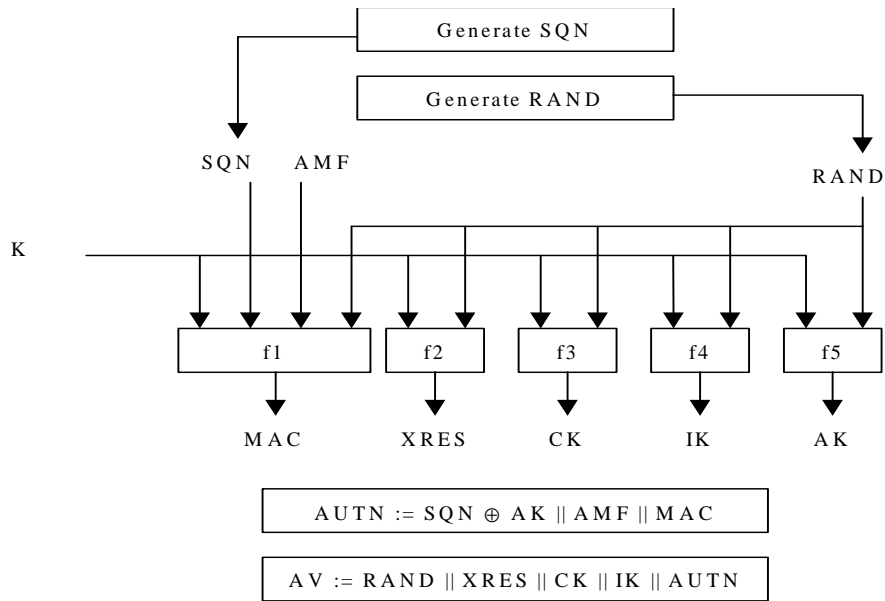 Generate SQN
Generate RAND
SQN AMF
RAND
K
f1 f2 f3 f4 f5
MAC XRES CK IK AK
AUTN := SQN ⊕ AK || AMF || MAC
AV := RAND || XRES || CK || IK || AUTN